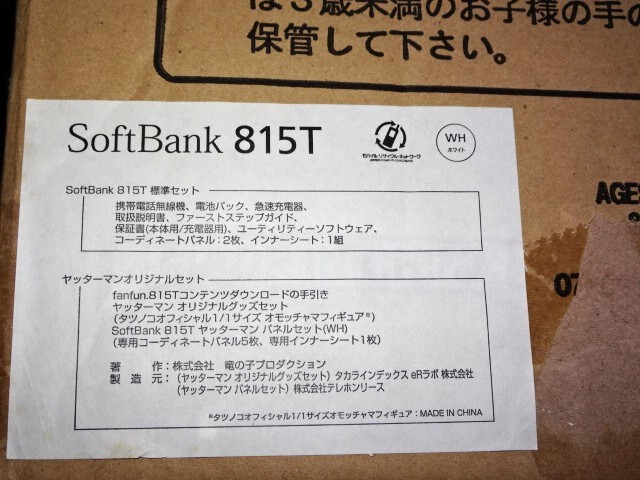 は3歳未満のお子様の手の
保管して下さい。
SoftBank 815T
モバイル・リサイクル・ネットワーク
WH
ホワイト
SoftBank 815T 標準セット
携帯電話無線機、電池パック、急速充電器、
取扱説明書、ファーストステップガイド、
保証書(本体用/充電器用)、ユーティリティーソフトウェア、
コーディネートパネル:2枚、インナーシート:1組
AGES
07
ヤッターマンオリジナルセット
fanfun.815Tコンテンツダウンロードの手引き
ヤッターマン オリジナルグッズセット
(タツノコオフィシャル1/1サイズ オモッチャマフィギュア※)
SoftBank 815T ヤッターマン パネルセット(WH)
(専用コーディネートパネル5枚、専用インナーシート1枚)
著 作:株式会社 竜の子プロダクション
製 造 元:(ヤッターマン オリジナルグッズセット) タカラインデックス eRラボ 株式会社
(ヤッターマン パネルセット) 株式会社テレホンリース
※タツノコオフィシャル1/1サイズオモッチャマフィギュア:MADE IN CHINA